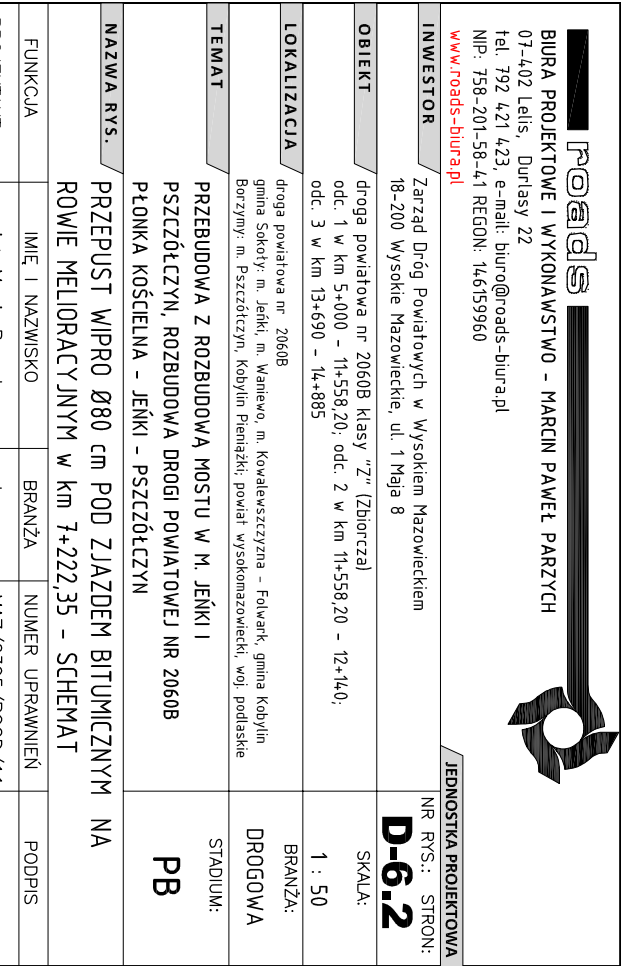 roads
BIURA PROJEKTOWE I WYKONAWSTWO - MARCIN PAWEŁ PARZYCH
07-402 Lelis, Durlasy 22
tel. 792 421 423, e-mail: biuro@roads-biura.pl
NIP: 758-201-58-41 REGON: 146159960
www.roads-biura.pl
JEDNOSTKA PROJEKTOWA
INWESTOR
Zarząd Dróg Powiatowych w Wysokiem Mazowieckiem
18-200 Wysokie Mazowieckie, ul. 1 Maja 8
NR RYS.: STRON:
D-6.2
OBIEKT
droga powiatowa nr 2060B klasy "Z" (Zbiorcza)
odc. 1 w km 5+000 - 11+558,20; odc. 2 w km 11+558,20 - 12+140;
odc. 3 w km 13+690 - 14+885
SKALA:
1 : 50
LOKALIZACJA
droga powiatowa nr 2060B
gmina Sokoły: m. Jeńki, m. Waniewo, m. Kowalewszczyzna - Folwark, gmina Kobylin
Borzymy: m. Pszczółczyn, Kobylin Pieniążki; powiat wysokomazowiecki, woj. podlaskie
BRANŻA:
DROGOWA
TEMAT
PRZEBUDOWA Z ROZBUDOWĄ MOSTU W M. JEŃKI I
PSZCZÓŁCZYN, ROZBUDOWA DROGI POWIATOWEJ NR 2060B
PŁONKA KOŚCIELNA - JEŃKI - PSZCZÓŁCZYN
STADIUM:
PB
NAZWA RYS.
PRZEPUST WIPRO Ø80 cm POD ZJAZDEM BITUMICZNYM NA
ROWIE MELIORACYJNYM w km 7+222,35 - SCHEMAT
FUNKCJA IMIĘ I NAZWISKO BRANŻA NUMER UPRAWNIEŃ PODPIS